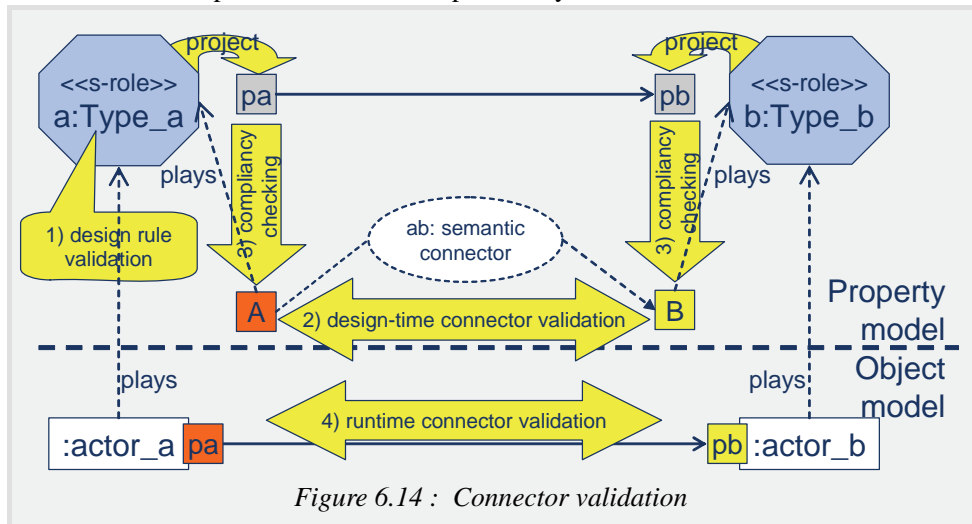 project
project
<<s-role>>
a:Type_a
pa
pb
<<s-role>>
b:Type_b
plays
3) compliancy
checking
3) compliancy
checking
plays
1) design rule
validation
ab: semantic
connector
A
2) design-time connector validation
B
Property
model
plays
plays
Object
model
4) runtime connector validation
:actor_a
pa
pb
:actor_b
Figure 6.14 : Connector validation